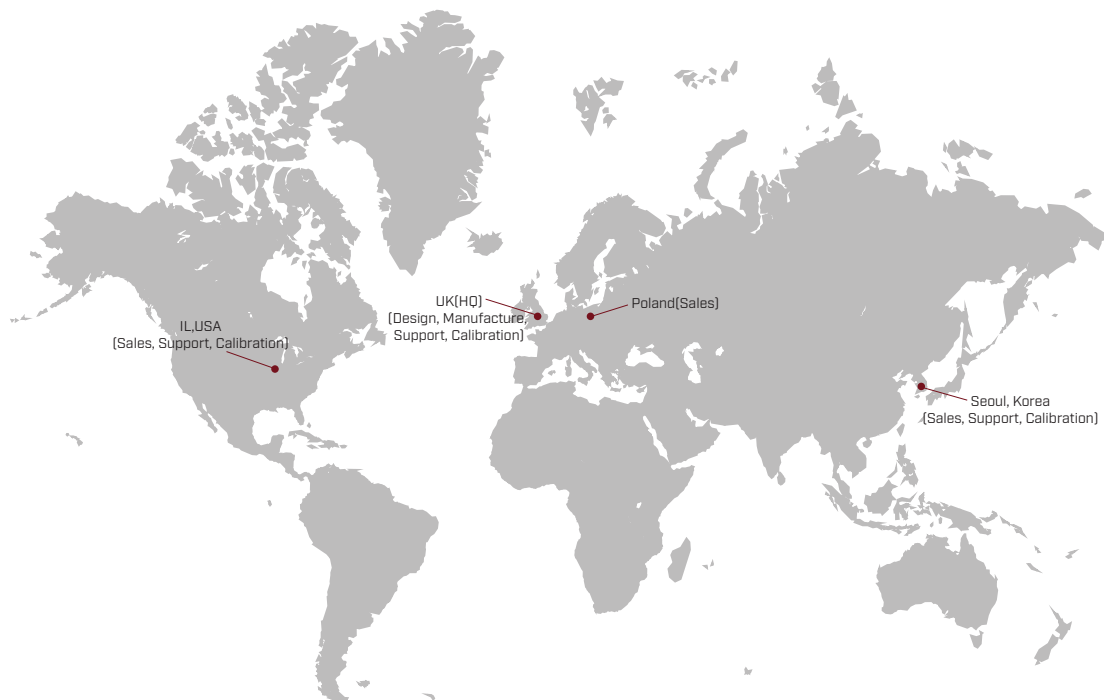 UK(HQ)
(Design, Manufacture,
Support, Calibration)
Poland(Sales)
IL,USA
(Sales, Support, Calibration)
Seoul, Korea
(Sales, Support, Calibration)